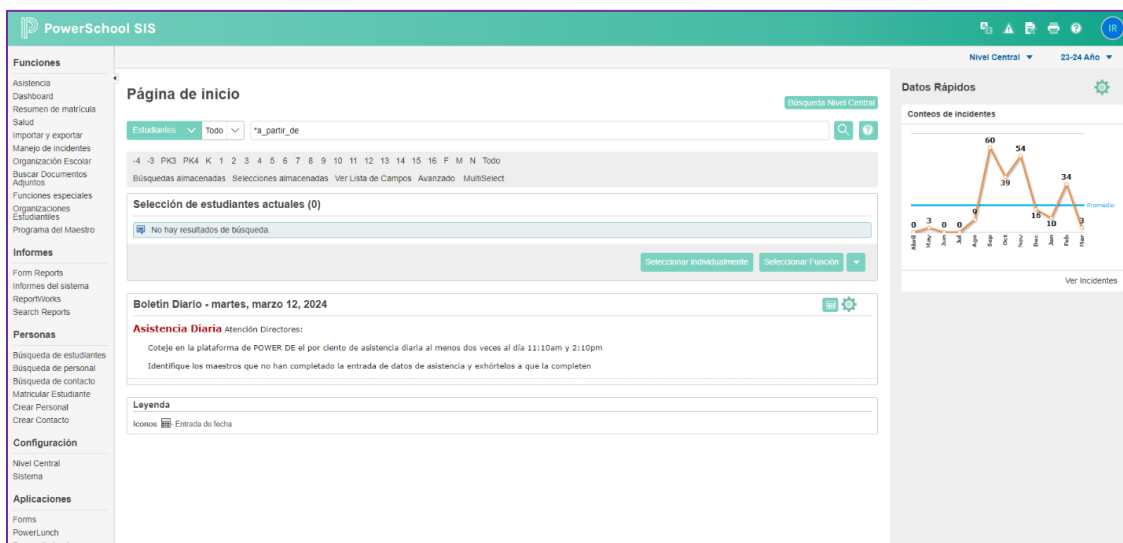 PowerSchool SIS
IR
Nivel Central
23-24 Año
Funciones
Asistencia
Dashboard
Resumen de matrícula
Salud
Importar y exportar
Manejo de incidentes
Organización Escolar
Buscar Documentos
Adjuntos
Funciones especiales
Organizaciones
Estudiantiles
Programa del Maestro
Informes
Form Reports
Informes del sistema
ReportWorks
Search Reports
Personas
Búsqueda de estudiantes
Búsqueda de personal
Búsqueda de contacto
Matricular Estudiante
Crear Personal
Crear Contacto
Configuración
Nivel Central
Sistema
Aplicaciones
Forms
PowerLunch
Página de inicio
Búsqueda Nivel Central
Estudiantes Todo *a_partir_de
-4 -3 PK3 PK4 K 1 2 3 4 5 6 7 8 9 10 11 12 13 14 15 16 F M N Todo
Búsquedas almacenadas Selecciones almacenadas Ver Lista de Campos Avanzado MultiSelect
Selección de estudiantes actuales (0)
No hay resultados de búsqueda.
Seleccionar individualmente Seleccionar Función
Boletín Diario - martes, marzo 12, 2024
Asistencia Diaria Atención Directores:
Coteje en la plataforma de POWER DE el por ciento de asistencia diaria al menos dos veces al día 11:10am y 2:10pm
Identifique los maestros que no han completado la entrada de datos de asistencia y exhórtelos a que la completen
Leyenda
Iconos - Entrada de fecha
Datos Rápidos
Conteos de incidentes
0 3 0 0 9 60 39 54 16 10 34 3
Promedio
Abril May Jun Jul Ago Sep Oct Nov Dec Jan Feb Mar
Ver Incidentes